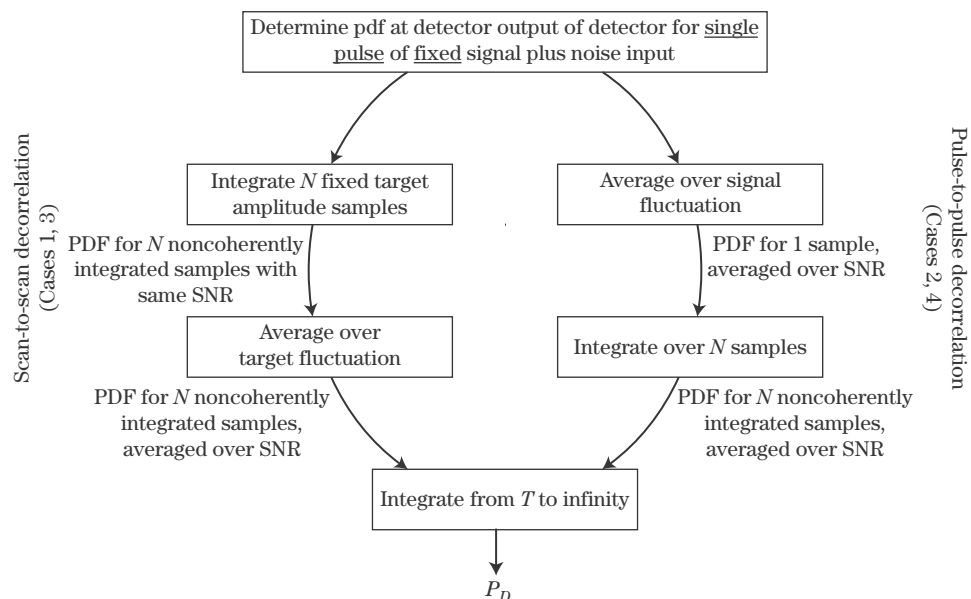 Determine pdf at detector output of detector for single
pulse of fixed signal plus noise input
Scan-to-scan decorrelation
(Cases 1, 3)
Integrate N fixed target
amplitude samples
PDF for N noncoherently
integrated samples with
same SNR
Average over
target fluctuation
PDF for N noncoherently
integrated samples,
averaged over SNR
Average over signal
fluctuation
PDF for 1 sample,
averaged over SNR
Integrate over N samples
PDF for N noncoherently
integrated samples,
averaged over SNR
Pulse-to-pulse decorrelation
(Cases 2, 4)
Integrate from T to infinity
P_D